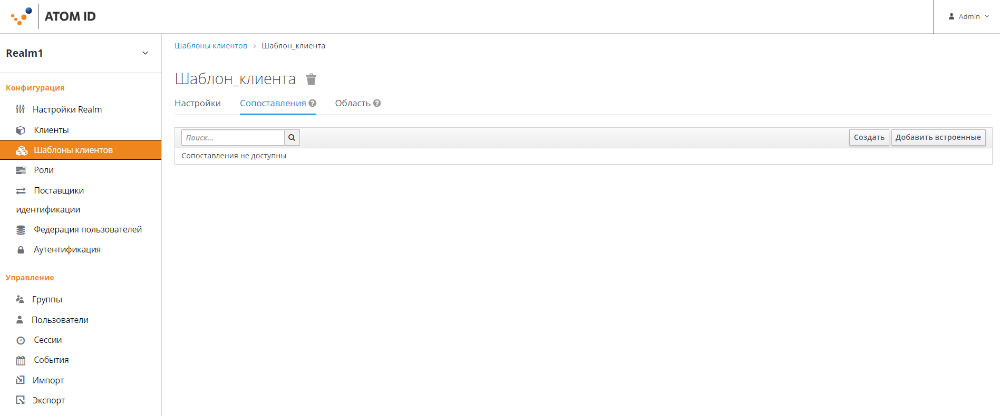 ATOM ID
Admin
Realm1
Конфигурация
Настройки Realm
Клиенты
Шаблоны клиентов
Роли
Поставщики
идентификации
Федерация пользователей
Аутентификация
Управление
Группы
Пользователи
Сессии
События
Импорт
Экспорт
Шаблоны клиентов > Шаблон_клиента
Шаблон_клиента
Настройки Сопоставления ? Область ?
Поиск... Создать Добавить встроенные
Сопоставления не доступны